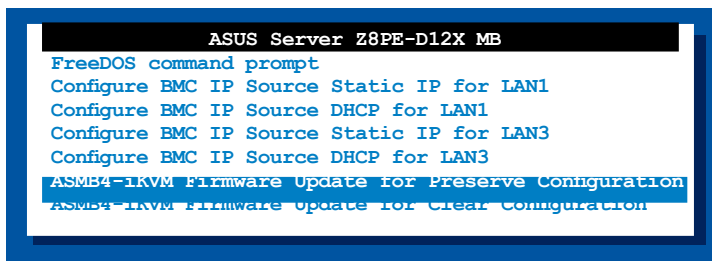 ASUS Server Z8PE-D12X MB
FreeDOS command prompt
Configure BMC IP Source Static IP for LAN1
Configure BMC IP Source DHCP for LAN1
Configure BMC IP Source Static IP for LAN3
Configure BMC IP Source DHCP for LAN3
ASMB4-iKVM Firmware Update for Preserve Configuration
ASMB4-iKVM Firmware Update for Clear Configuration